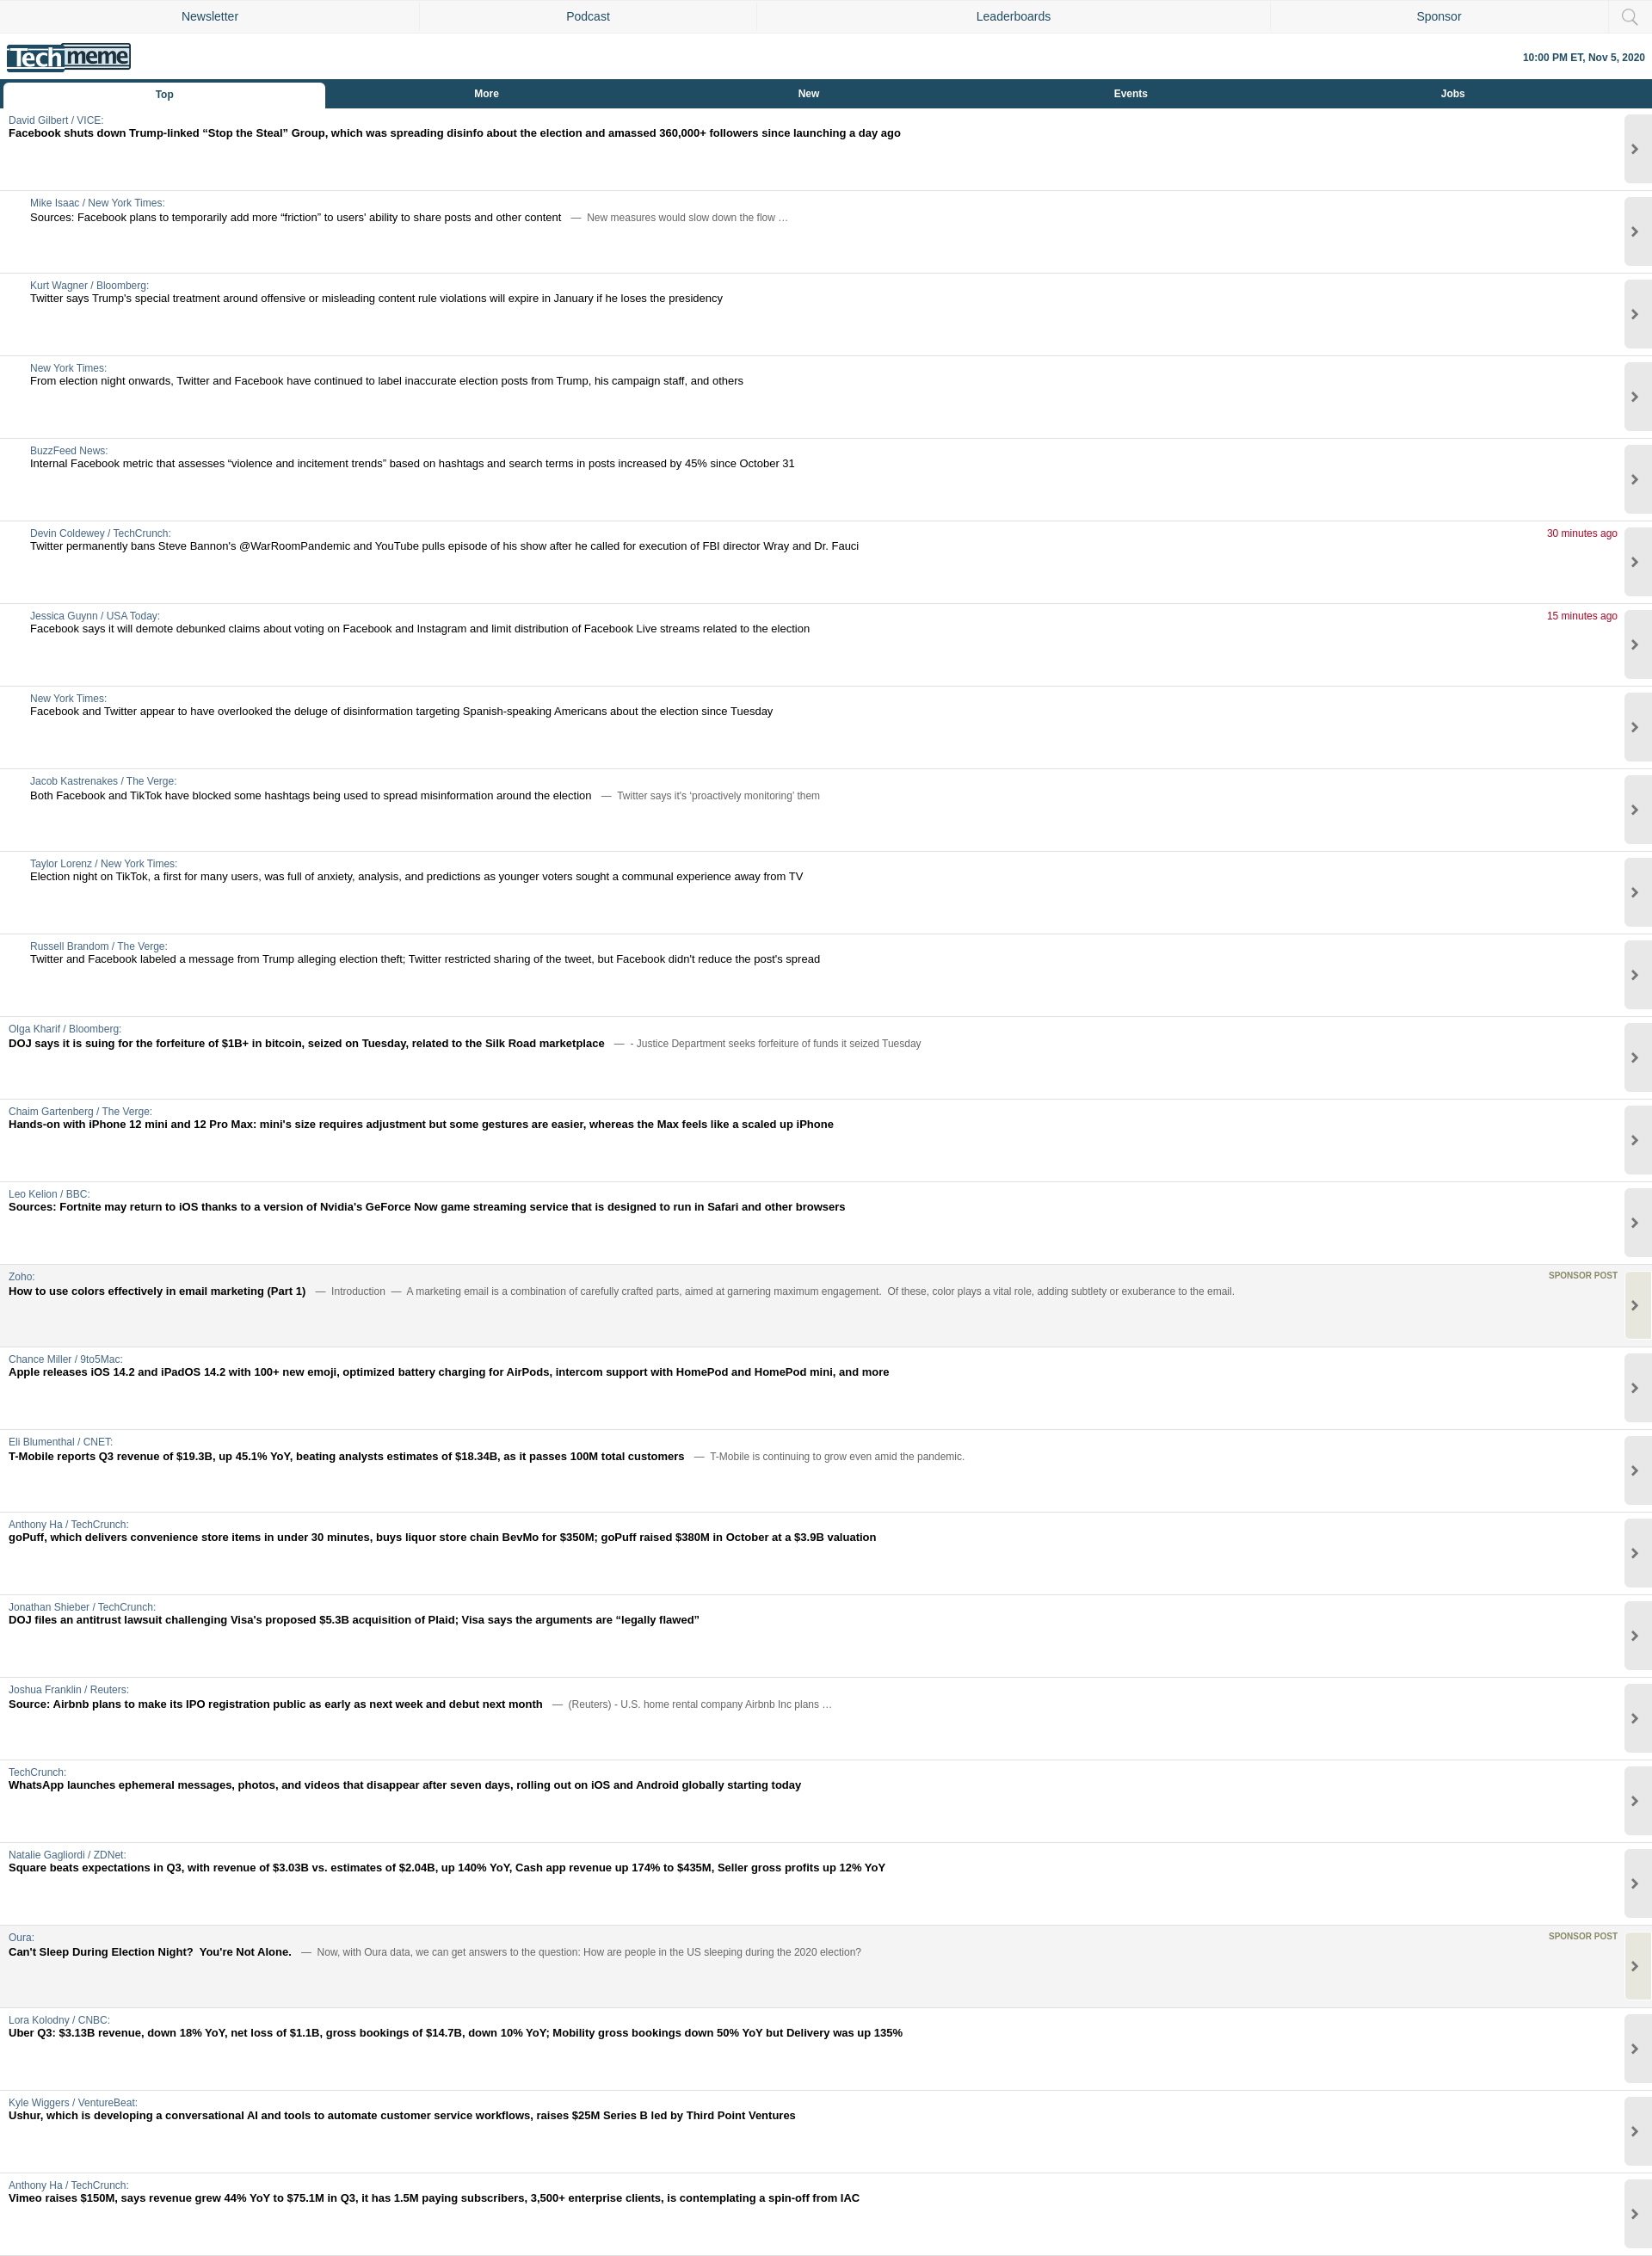 Newsletter Podcast Leaderboards Sponsor
Techmeme 10:00 PM ET, Nov 5, 2020
Top More New Events Jobs
David Gilbert / VICE:
Facebook shuts down Trump-linked “Stop the Steal” Group, which was spreading disinfo about the election and amassed 360,000+ followers since launching a day ago
Mike Isaac / New York Times:
Sources: Facebook plans to temporarily add more “friction” to users' ability to share posts and other content — New measures would slow down the flow …
Kurt Wagner / Bloomberg:
Twitter says Trump's special treatment around offensive or misleading content rule violations will expire in January if he loses the presidency
New York Times:
From election night onwards, Twitter and Facebook have continued to label inaccurate election posts from Trump, his campaign staff, and others
BuzzFeed News:
Internal Facebook metric that assesses “violence and incitement trends” based on hashtags and search terms in posts increased by 45% since October 31
Devin Coldewey / TechCrunch: 30 minutes ago
Twitter permanently bans Steve Bannon's @WarRoomPandemic and YouTube pulls episode of his show after he called for execution of FBI director Wray and Dr. Fauci
Jessica Guynn / USA Today: 15 minutes ago
Facebook says it will demote debunked claims about voting on Facebook and Instagram and limit distribution of Facebook Live streams related to the election
New York Times:
Facebook and Twitter appear to have overlooked the deluge of disinformation targeting Spanish-speaking Americans about the election since Tuesday
Jacob Kastrenakes / The Verge:
Both Facebook and TikTok have blocked some hashtags being used to spread misinformation around the election — Twitter says it's ‘proactively monitoring’ them
Taylor Lorenz / New York Times:
Election night on TikTok, a first for many users, was full of anxiety, analysis, and predictions as younger voters sought a communal experience away from TV
Russell Brandom / The Verge:
Twitter and Facebook labeled a message from Trump alleging election theft; Twitter restricted sharing of the tweet, but Facebook didn't reduce the post's spread
Olga Kharif / Bloomberg:
DOJ says it is suing for the forfeiture of $1B+ in bitcoin, seized on Tuesday, related to the Silk Road marketplace — - Justice Department seeks forfeiture of funds it seized Tuesday
Chaim Gartenberg / The Verge:
Hands-on with iPhone 12 mini and 12 Pro Max: mini's size requires adjustment but some gestures are easier, whereas the Max feels like a scaled up iPhone
Leo Kelion / BBC:
Sources: Fortnite may return to iOS thanks to a version of Nvidia's GeForce Now game streaming service that is designed to run in Safari and other browsers
Zoho: SPONSOR POST
How to use colors effectively in email marketing (Part 1) — Introduction — A marketing email is a combination of carefully crafted parts, aimed at garnering maximum engagement. Of these, color plays a vital role, adding subtlety or exuberance to the email.
Chance Miller / 9to5Mac:
Apple releases iOS 14.2 and iPadOS 14.2 with 100+ new emoji, optimized battery charging for AirPods, intercom support with HomePod and HomePod mini, and more
Eli Blumenthal / CNET:
T-Mobile reports Q3 revenue of $19.3B, up 45.1% YoY, beating analysts estimates of $18.34B, as it passes 100M total customers — T-Mobile is continuing to grow even amid the pandemic.
Anthony Ha / TechCrunch:
goPuff, which delivers convenience store items in under 30 minutes, buys liquor store chain BevMo for $350M; goPuff raised $380M in October at a $3.9B valuation
Jonathan Shieber / TechCrunch:
DOJ files an antitrust lawsuit challenging Visa's proposed $5.3B acquisition of Plaid; Visa says the arguments are “legally flawed”
Joshua Franklin / Reuters:
Source: Airbnb plans to make its IPO registration public as early as next week and debut next month — (Reuters) - U.S. home rental company Airbnb Inc plans …
TechCrunch:
WhatsApp launches ephemeral messages, photos, and videos that disappear after seven days, rolling out on iOS and Android globally starting today
Natalie Gagliordi / ZDNet:
Square beats expectations in Q3, with revenue of $3.03B vs. estimates of $2.04B, up 140% YoY, Cash app revenue up 174% to $435M, Seller gross profits up 12% YoY
Oura: SPONSOR POST
Can't Sleep During Election Night? You're Not Alone. — Now, with Oura data, we can get answers to the question: How are people in the US sleeping during the 2020 election?
Lora Kolodny / CNBC:
Uber Q3: $3.13B revenue, down 18% YoY, net loss of $1.1B, gross bookings of $14.7B, down 10% YoY; Mobility gross bookings down 50% YoY but Delivery was up 135%
Kyle Wiggers / VentureBeat:
Ushur, which is developing a conversational AI and tools to automate customer service workflows, raises $25M Series B led by Third Point Ventures
Anthony Ha / TechCrunch:
Vimeo raises $150M, says revenue grew 44% YoY to $75.1M in Q3, it has 1.5M paying subscribers, 3,500+ enterprise clients, is contemplating a spin-off from IAC